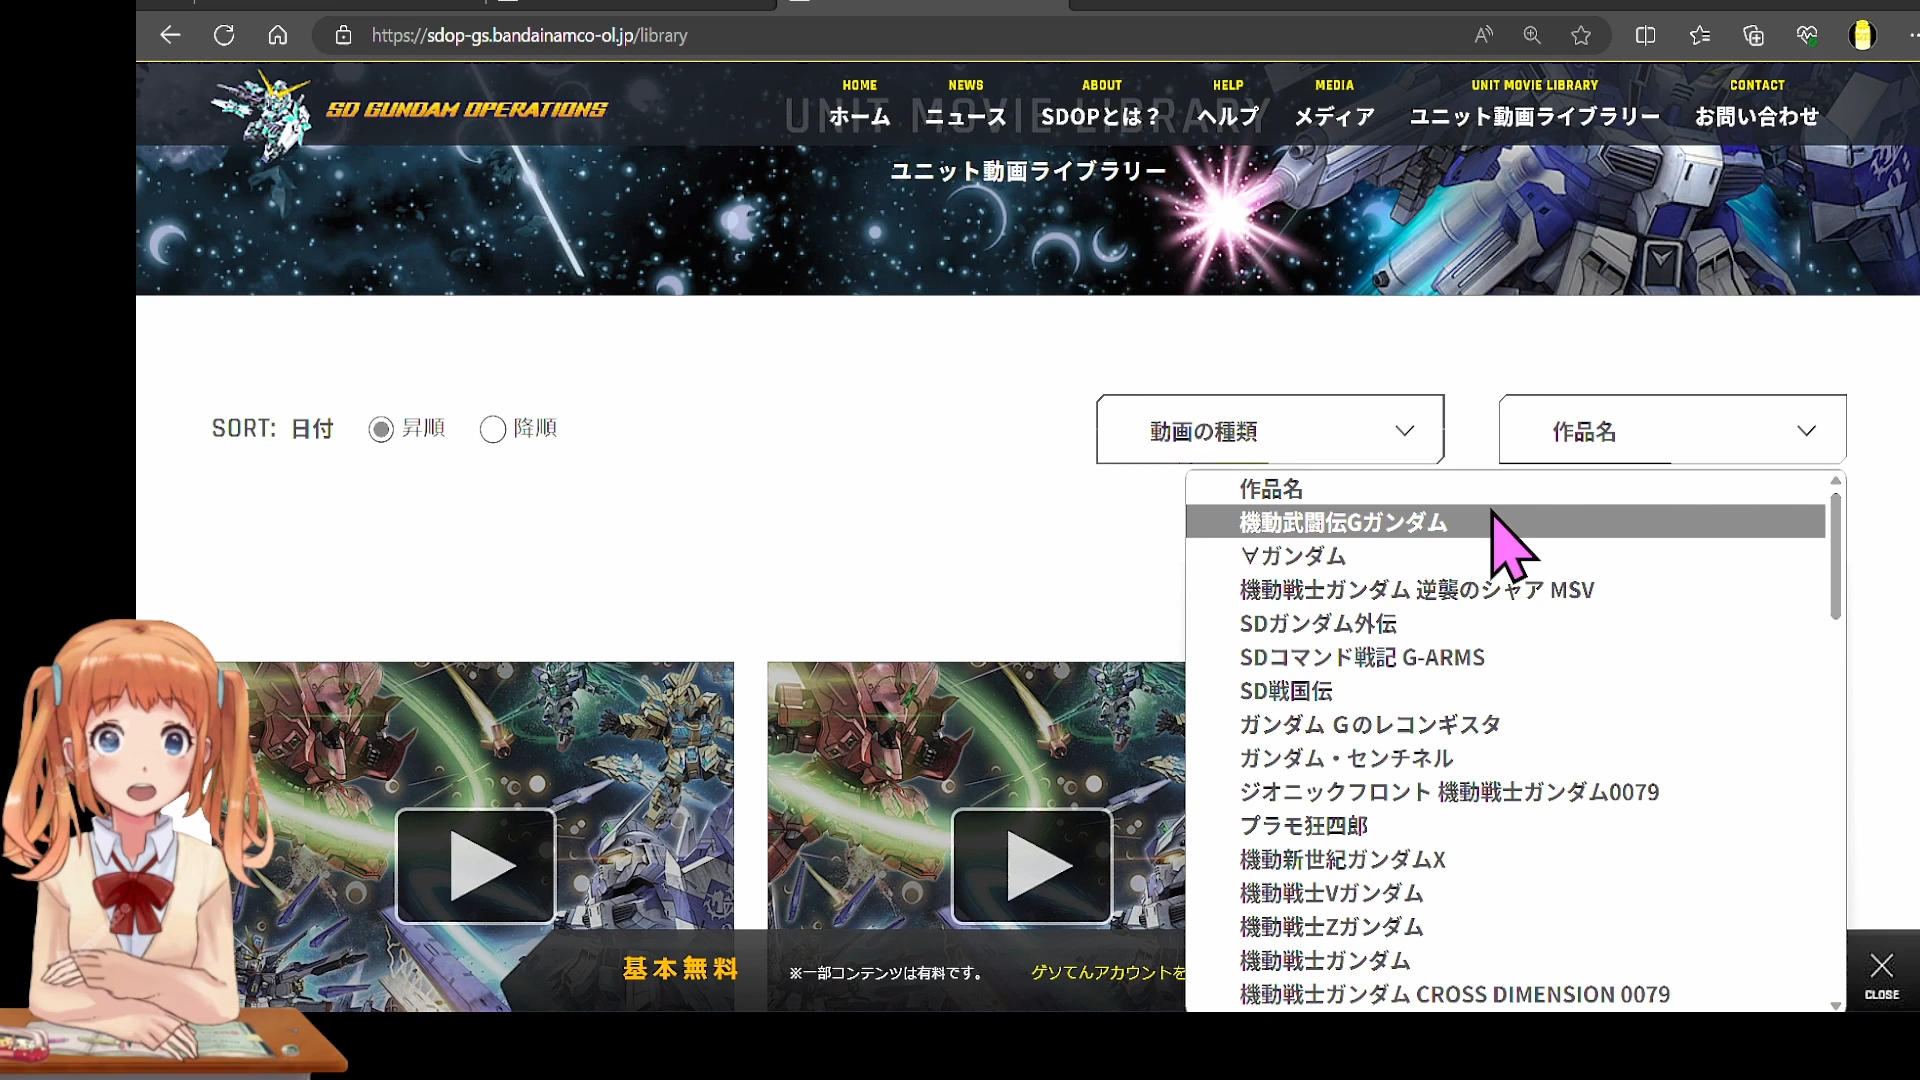 https://sdop-gs.bandainamco-ol.jp/library
SD GUNDAM OPERATIONS
UNIT MOVIE LIBRARY
HOME
ホーム
NEWS
ニュース
ABOUT
SDOPとは？
HELP
ヘルプ
MEDIA
メディア
UNIT MOVIE LIBRARY
ユニット動画ライブラリー
CONTACT
お問い合わせ
ユニット動画ライブラリー
SORT: 日付 昇順 降順
動画の種類
作品名
作品名
機動武闘伝Gガンダム
∀ガンダム
機動戦士ガンダム 逆襲のシャア MSV
SDガンダム外伝
SDコマンド戦記 G-ARMS
SD戦国伝
ガンダム Ｇのレコンギスタ
ガンダム・センチネル
ジオニックフロント 機動戦士ガンダム0079
プラモ狂四郎
機動新世紀ガンダムX
機動戦士Vガンダム
機動戦士Zガンダム
機動戦士ガンダム
機動戦士ガンダム CROSS DIMENSION 0079
基本無料
※一部コンテンツは有料です。
ゲソてんアカウントを
CLOSE